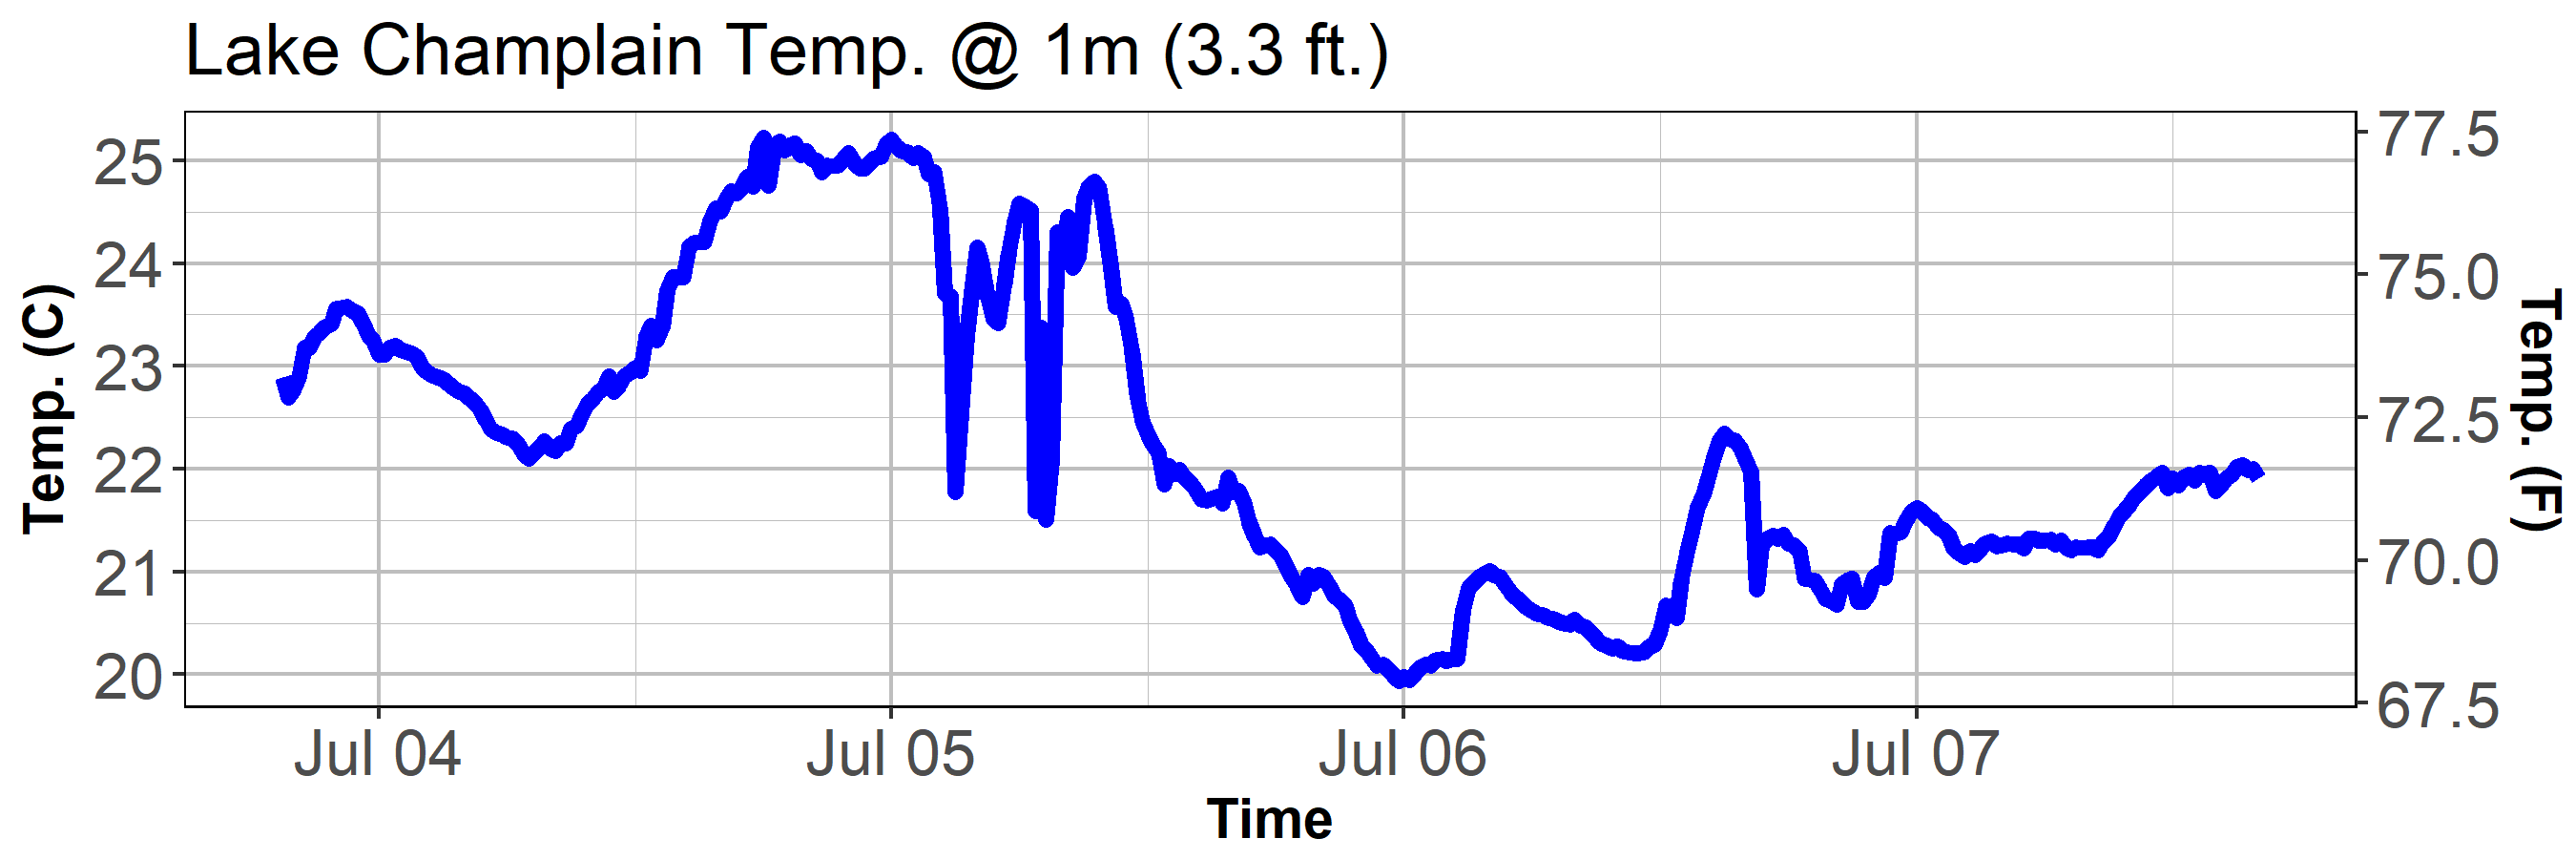 Lake Champlain Temp. @ 1m (3.3 ft.)
Temp. (C)
25
24
23
22
21
20
77.5
75.0
72.5
70.0
67.5
Temp. (F)
Jul 04 Jul 05 Jul 06 Jul 07
Time